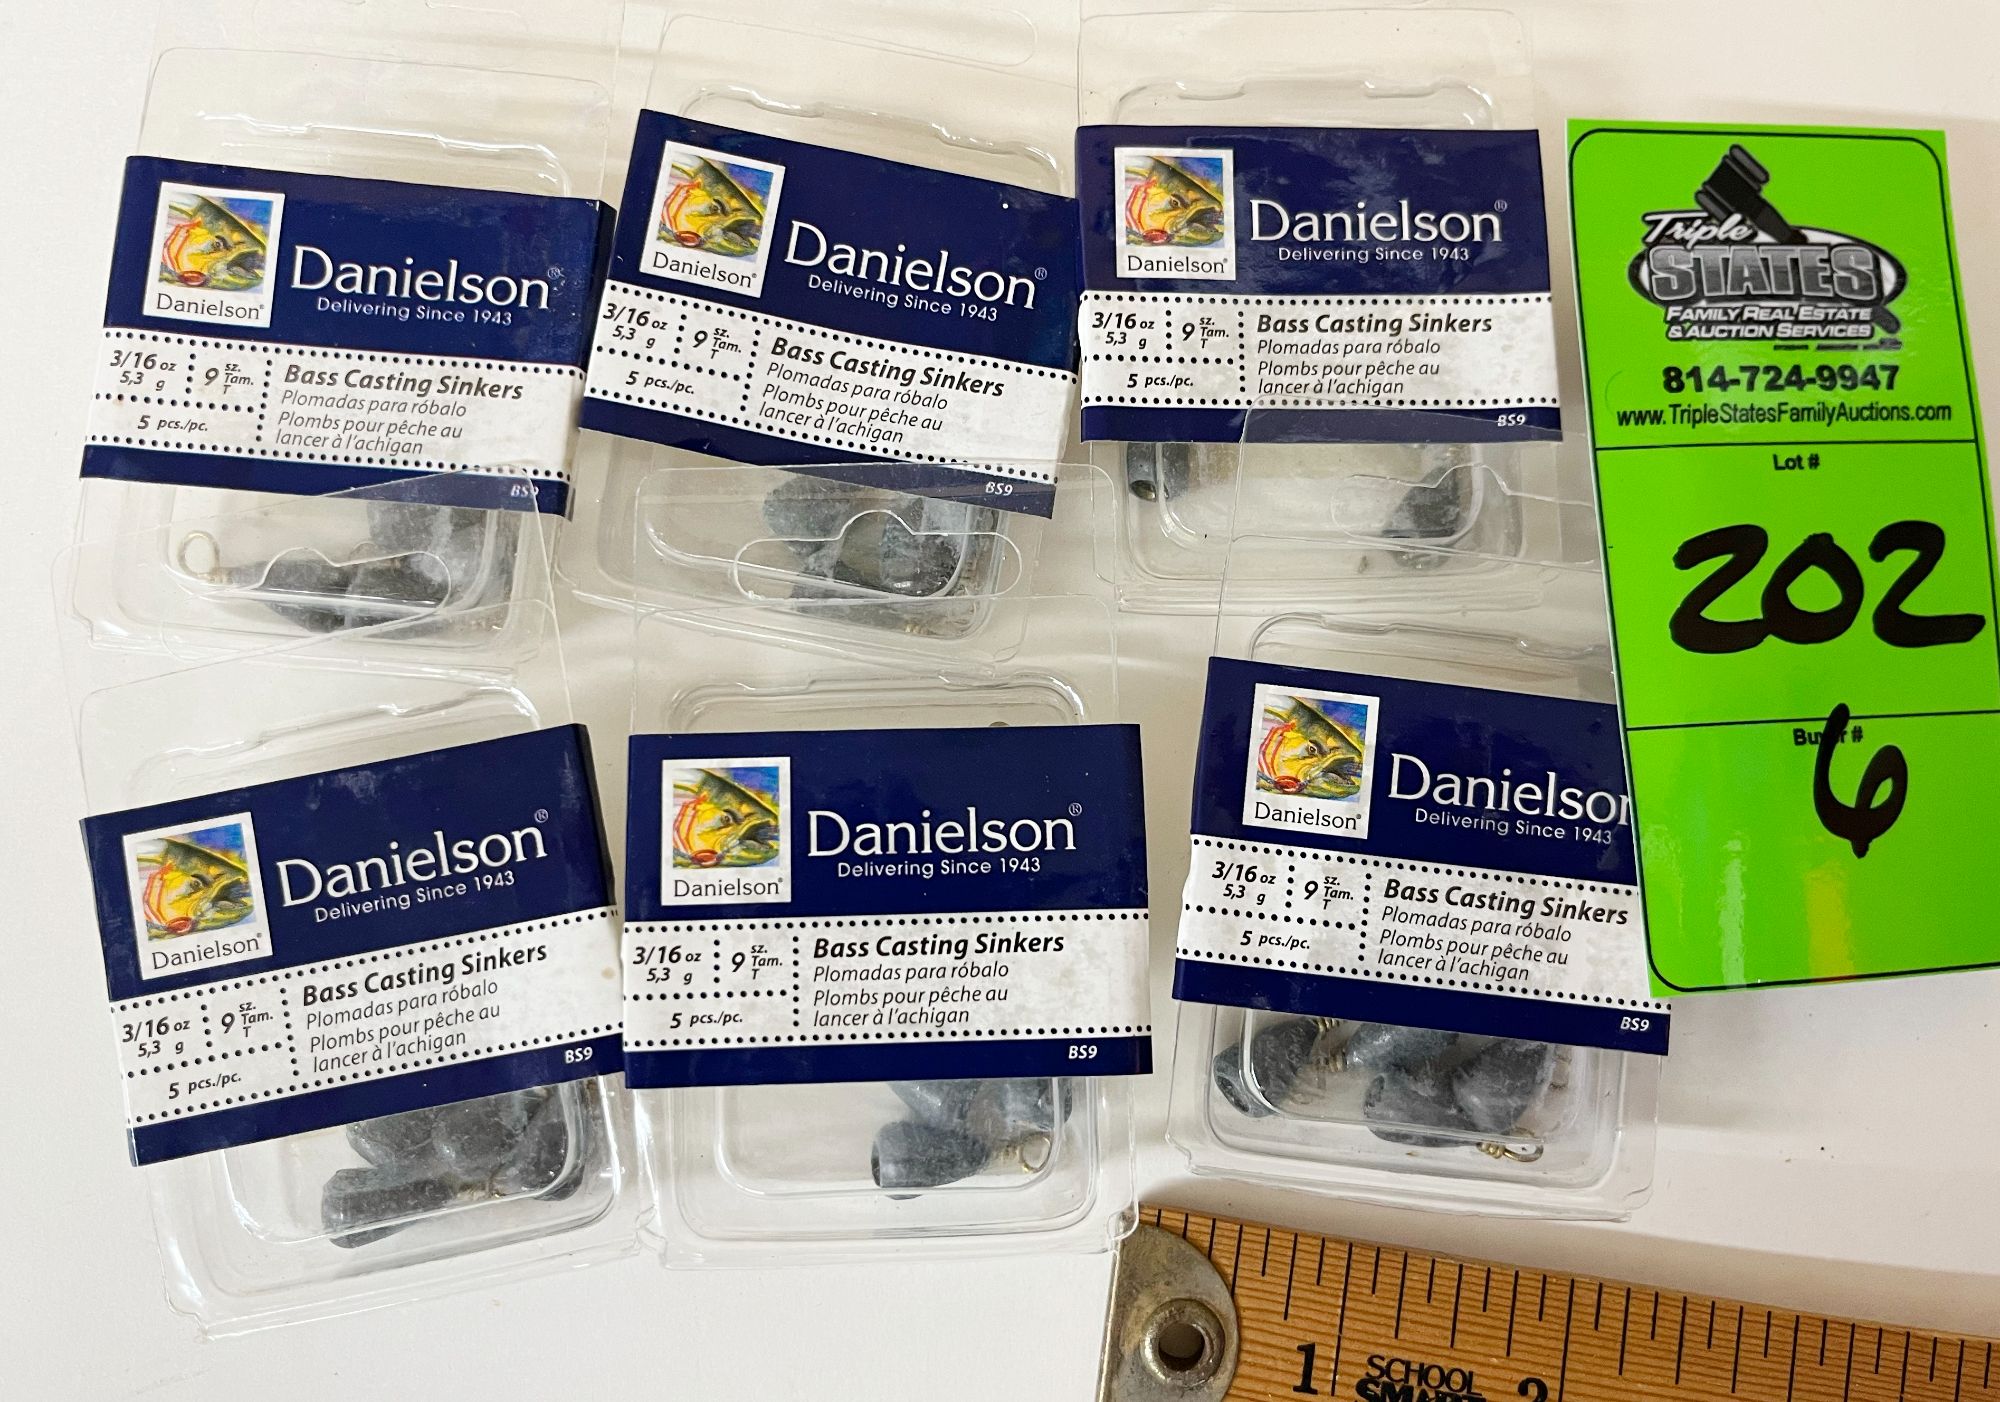 Danielson®
Danielson®
Delivering Since 1943
3/16 oz
5,3 g
9 sz. Tam. T
5 pcs./pc.
Bass Casting Sinkers
Plomadas para róbalo
Plombs pour pêche au
lancer à l'achigan
BS9
Danielson®
Danielson®
Delivering Since 1943
3/16 oz
5,3 g
9 sz. Tam. T
5 pcs./pc.
Bass Casting Sinkers
Plomadas para róbalo
Plombs pour pêche au
lancer à l'achigan
BS9
Danielson®
Danielson®
Delivering Since 1943
3/16 oz
5,3 g
9 sz. Tam. T
5 pcs./pc.
Bass Casting Sinkers
Plomadas para róbalo
Plombs pour pêche au
lancer à l'achigan
BS9
Triple
STATES
FAMILY REAL ESTATE
& AUCTION SERVICES
814-724-9947
www.TripleStatesFamilyAuctions.com
Lot #
202
Buyer #
6
Danielson®
Danielson®
Delivering Since 1943
3/16 oz
5,3 g
9 sz. Tam. T
5 pcs./pc.
Bass Casting Sinkers
Plomadas para róbalo
Plombs pour pêche au
lancer à l'achigan
BS9
Danielson®
Danielson®
Delivering Since 1943
3/16 oz
5,3 g
9 sz. Tam. T
5 pcs./pc.
Bass Casting Sinkers
Plomadas para róbalo
Plombs pour pêche au
lancer à l'achigan
BS9
Danielson®
Danielson
Delivering Since 1943
3/16 oz
5,3 g
9 sz. Tam. T
5 pcs./pc.
Bass Casting Sinkers
Plomadas para róbalo
Plombs pour pêche au
lancer à l'achigan
BS9
1 2
SCHOOL
SMART